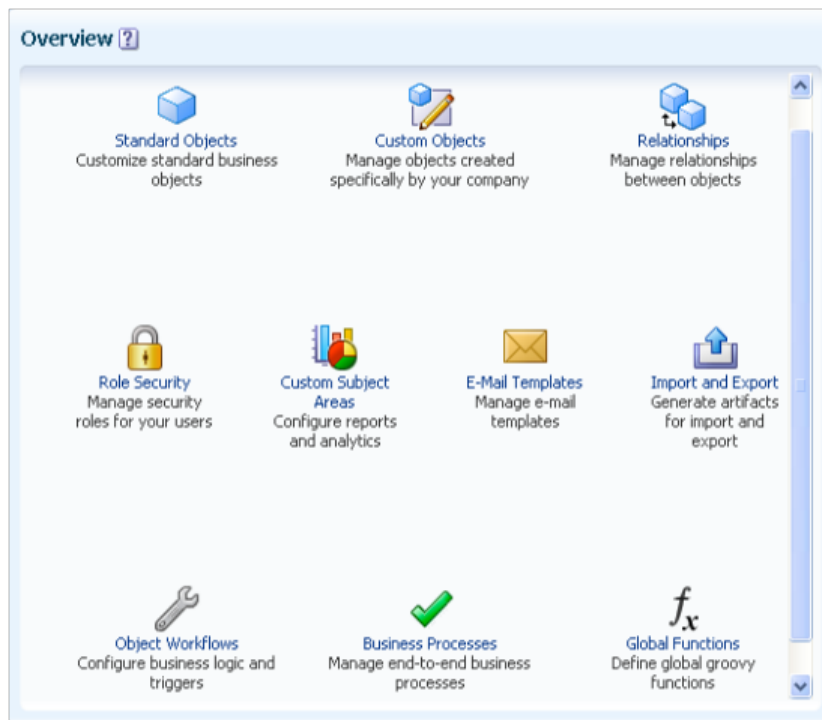 Overview ?
Standard Objects
Customize standard business
objects
Custom Objects
Manage objects created
specifically by your company
Relationships
Manage relationships
between objects
Role Security
Manage security
roles for your users
Custom Subject
Areas
Configure reports
and analytics
E-Mail Templates
Manage e-mail
templates
Import and Export
Generate artifacts
for import and
export
Object Workflows
Configure business logic and
triggers
Business Processes
Manage end-to-end business
processes
fx
Global Functions
Define global groovy
functions